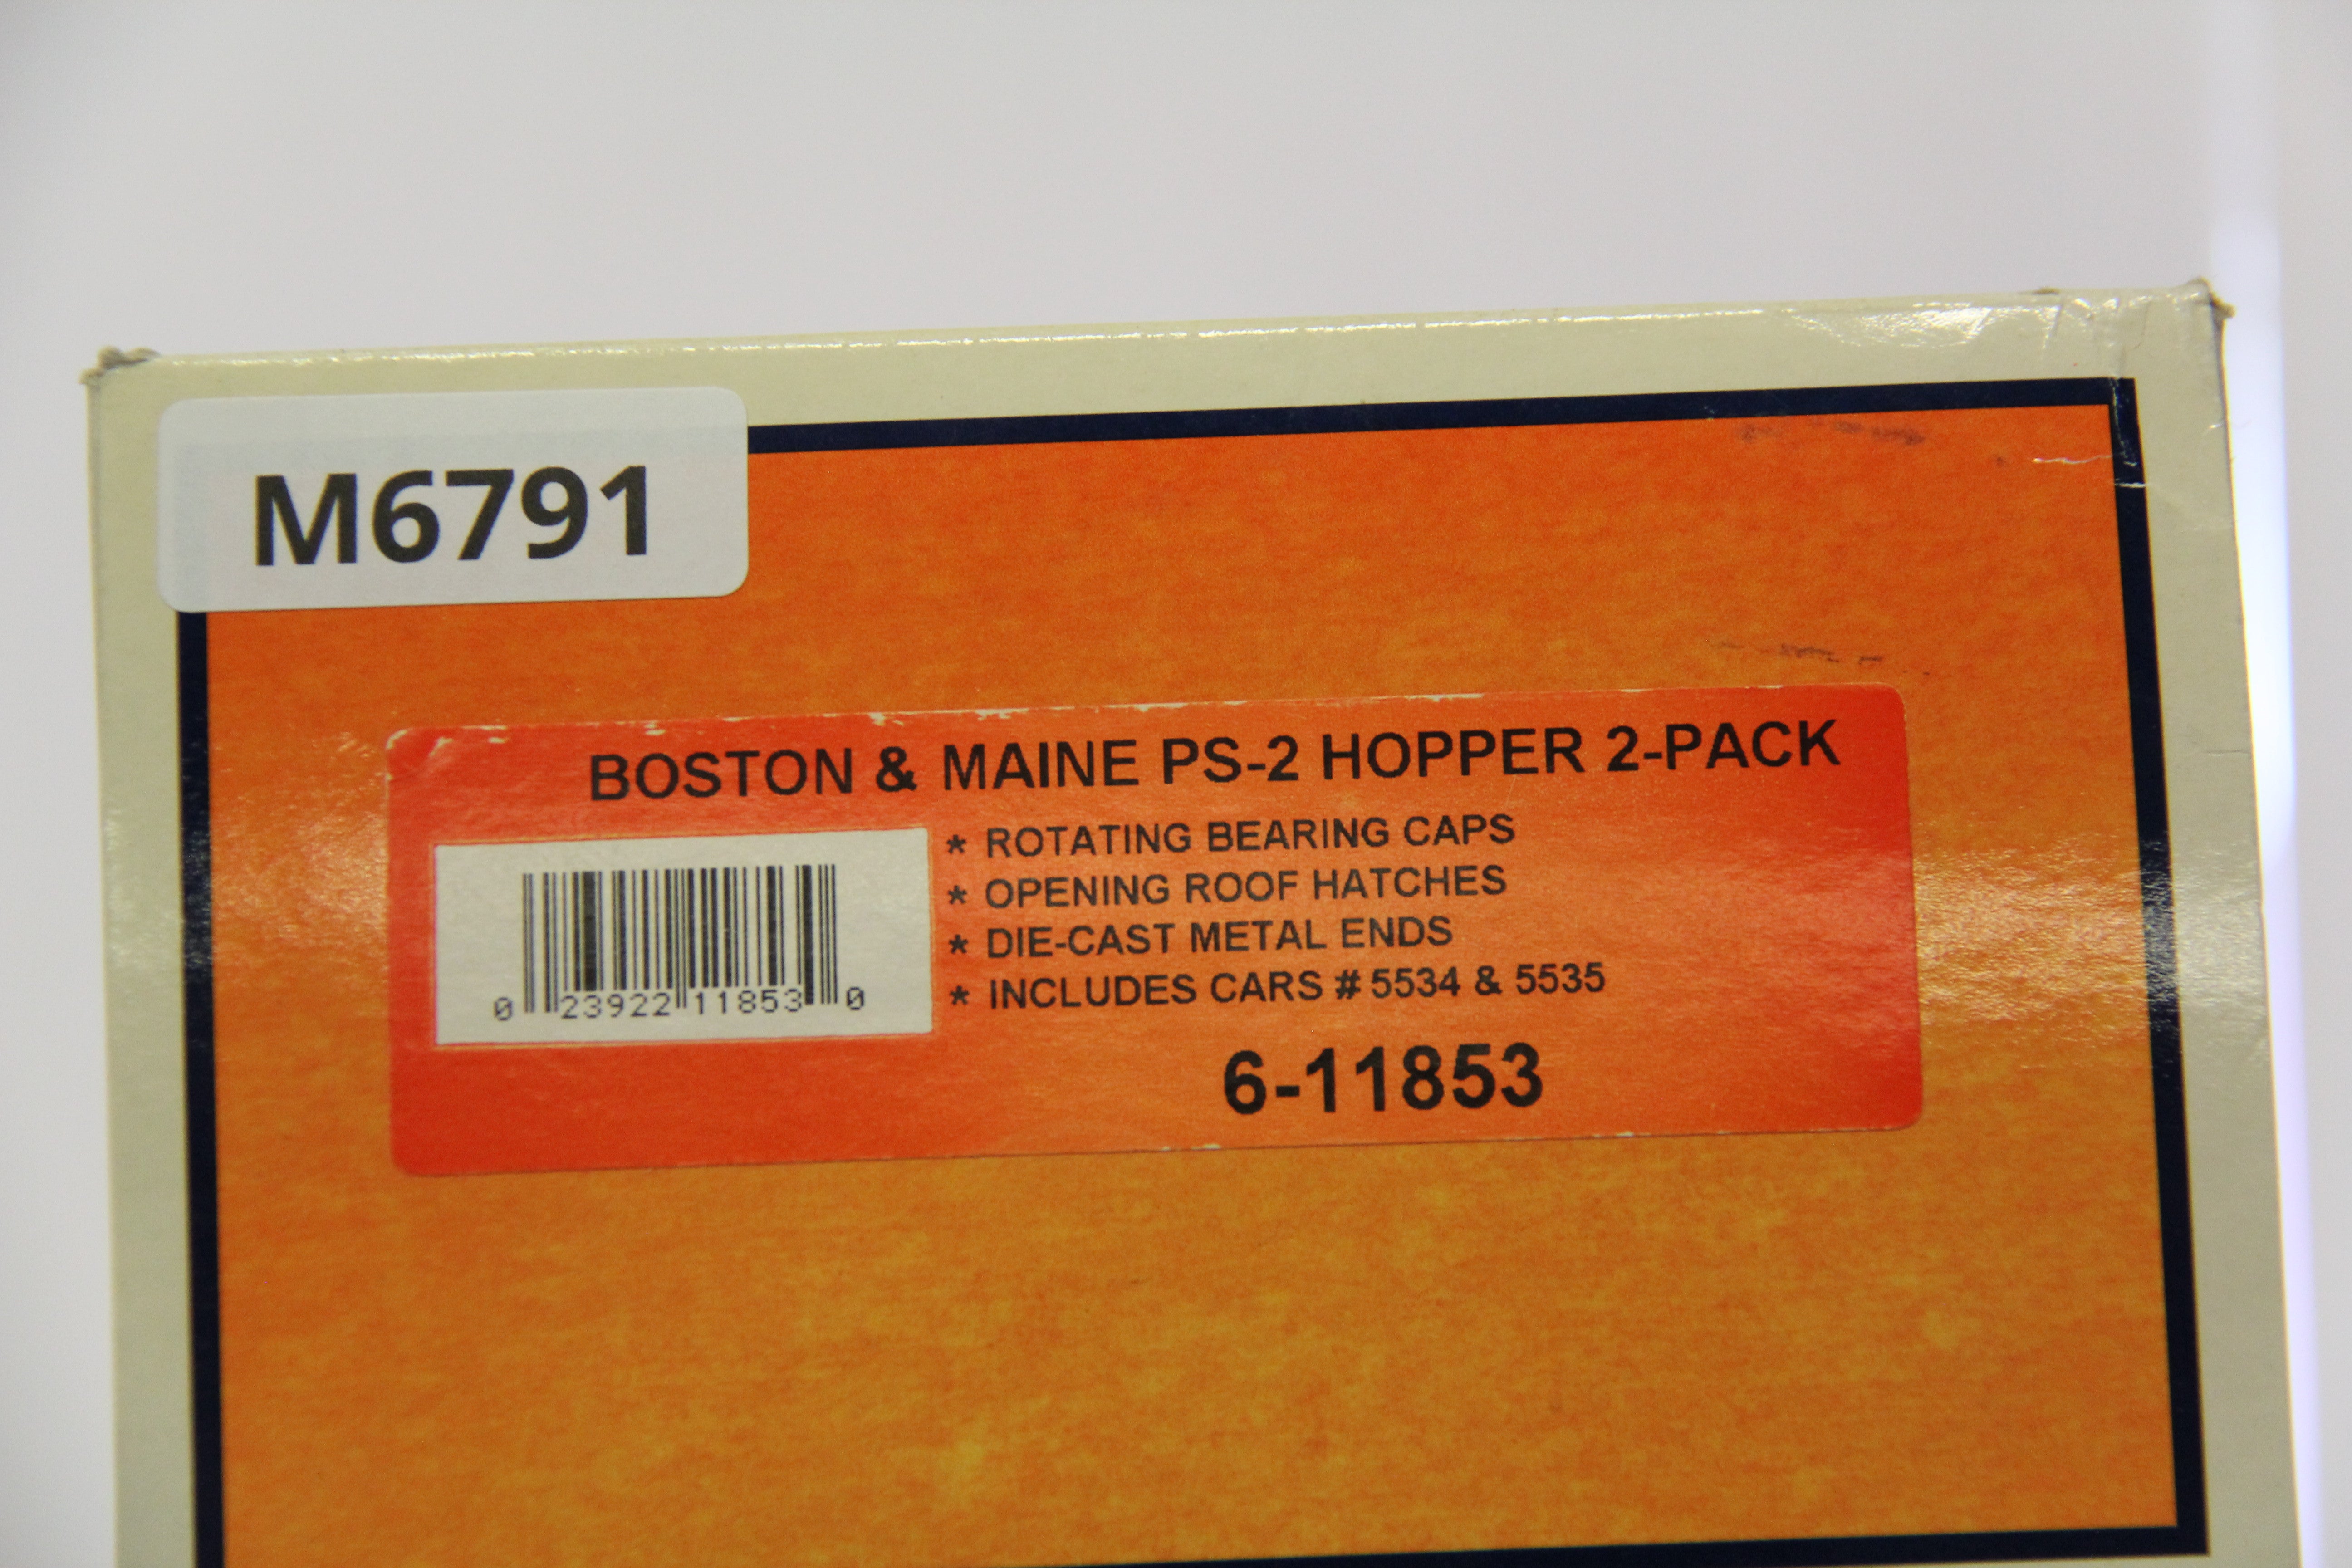 M6791
BOSTON & MAINE PS-2 HOPPER 2-PACK
* ROTATING BEARING CAPS
* OPENING ROOF HATCHES
* DIE-CAST METAL ENDS
* INCLUDES CARS # 5534 & 5535
0 23922 11853 0
6-11853